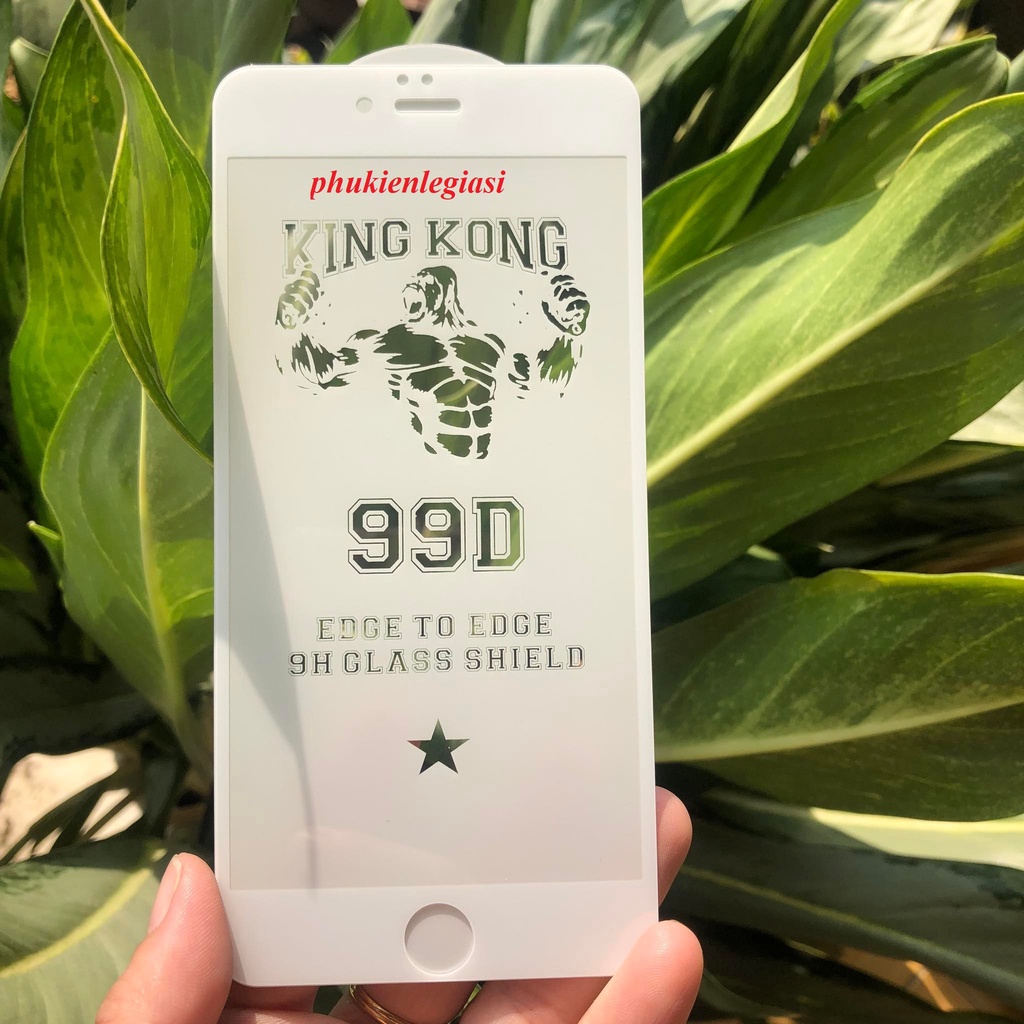 phukienlegiasi
KING KONG
99D
EDGE TO EDGE
9H GLASS SHIELD